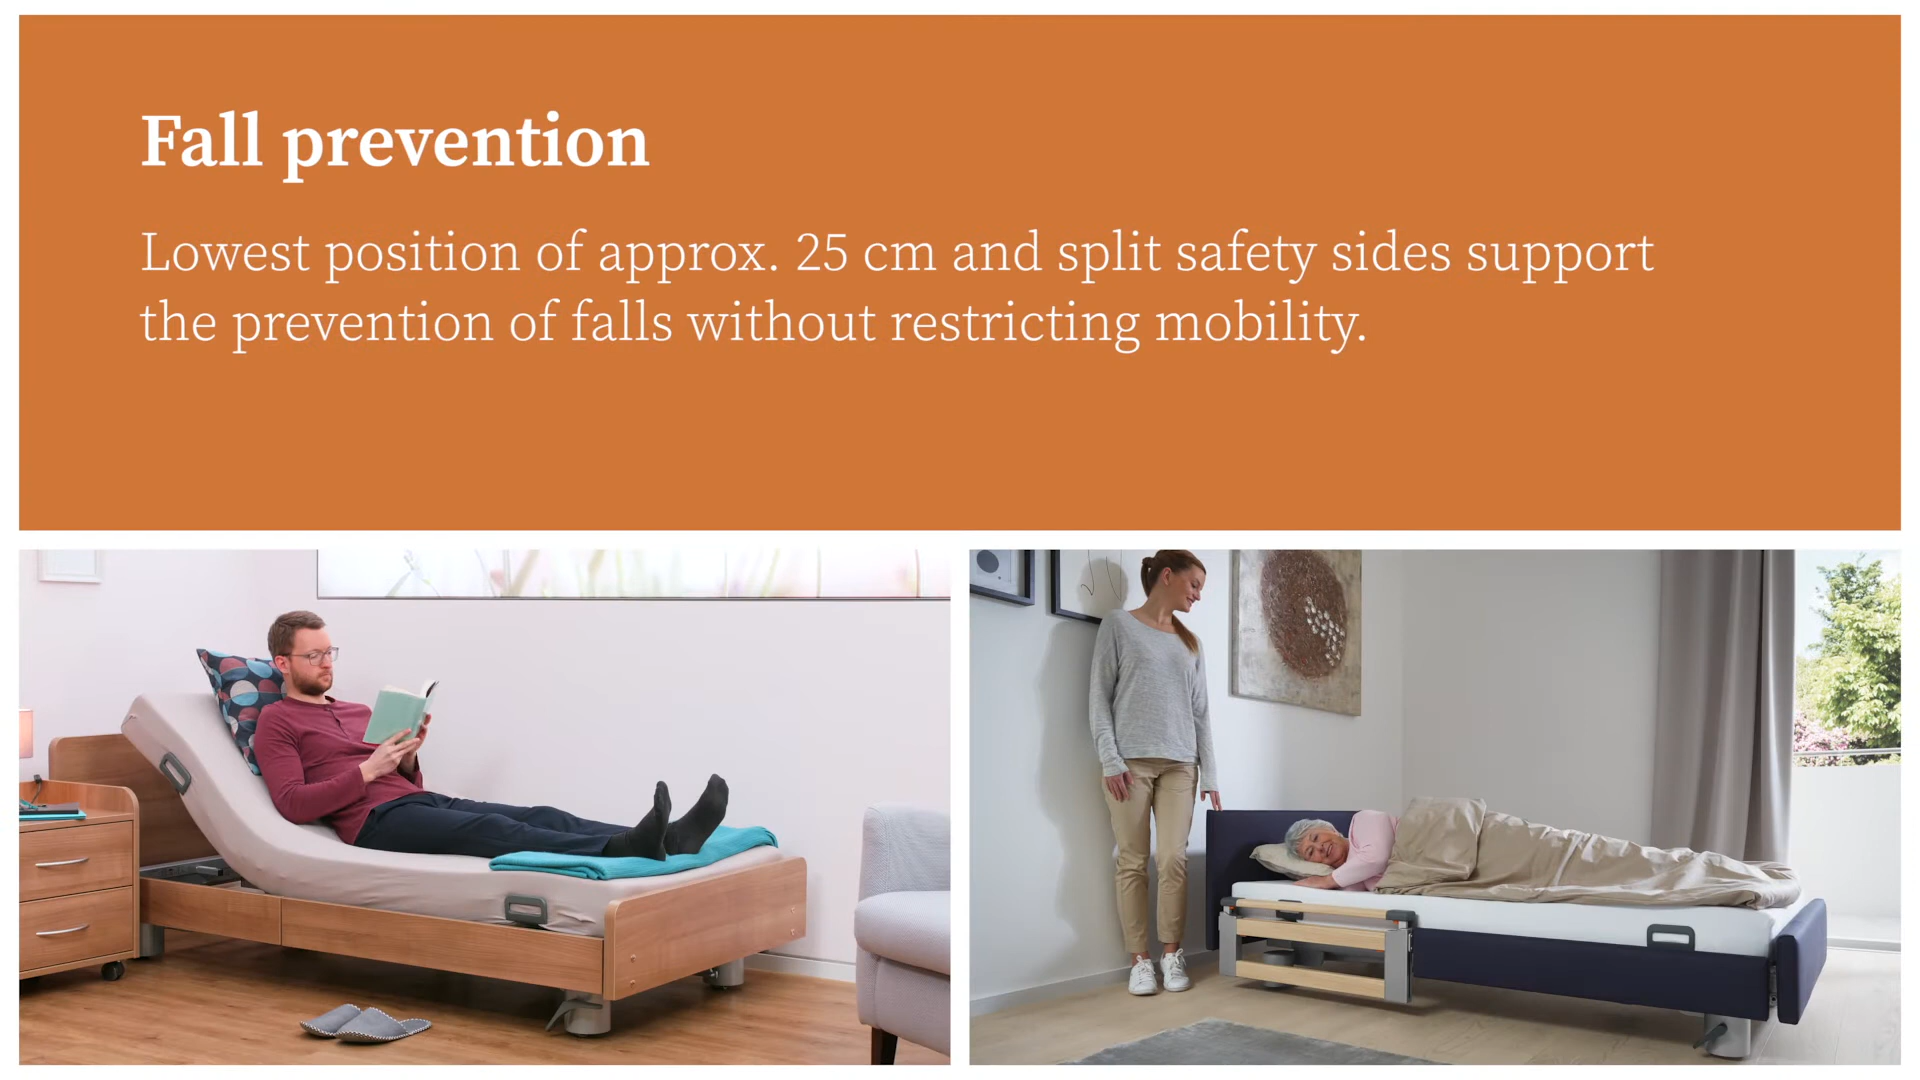 Fall prevention
Lowest position of approx. 25 cm and split safety sides support
the prevention of falls without restricting mobility.